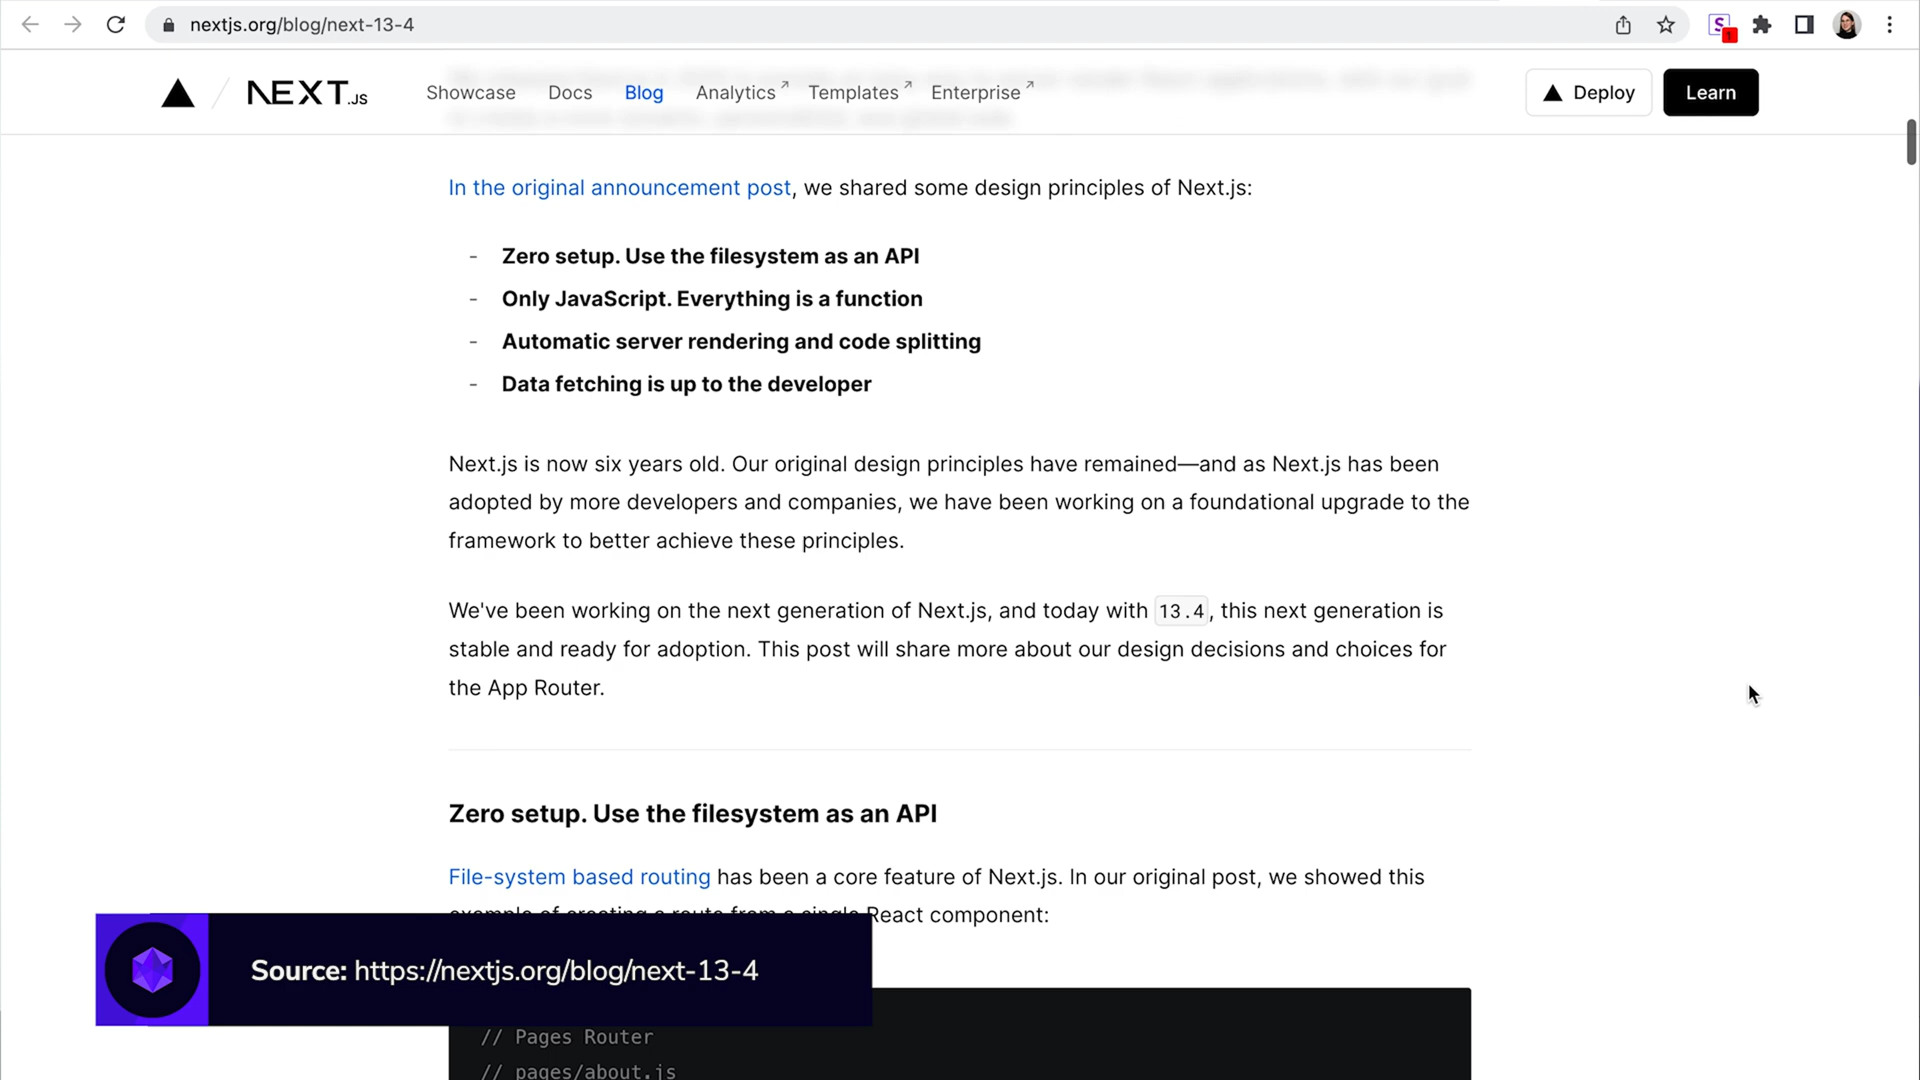 nextjs.org/blog/next-13-4
S
1
NEXT.JS
Showcase
Docs
Blog
Analytics
Templates
Enterprise
Deploy
Learn
In the original announcement post, we shared some design principles of Next.js:
- Zero setup. Use the filesystem as an API
- Only JavaScript. Everything is a function
- Automatic server rendering and code splitting
- Data fetching is up to the developer
Next.js is now six years old. Our original design principles have remained—and as Next.js has been
adopted by more developers and companies, we have been working on a foundational upgrade to the
framework to better achieve these principles.
We've been working on the next generation of Next.js, and today with 13.4, this next generation is
stable and ready for adoption. This post will share more about our design decisions and choices for
the App Router.
Zero setup. Use the filesystem as an API
File-system based routing has been a core feature of Next.js. In our original post, we showed this
example of creating a route from a single React component:
Source: https://nextjs.org/blog/next-13-4
// Pages Router
// pages/about.js